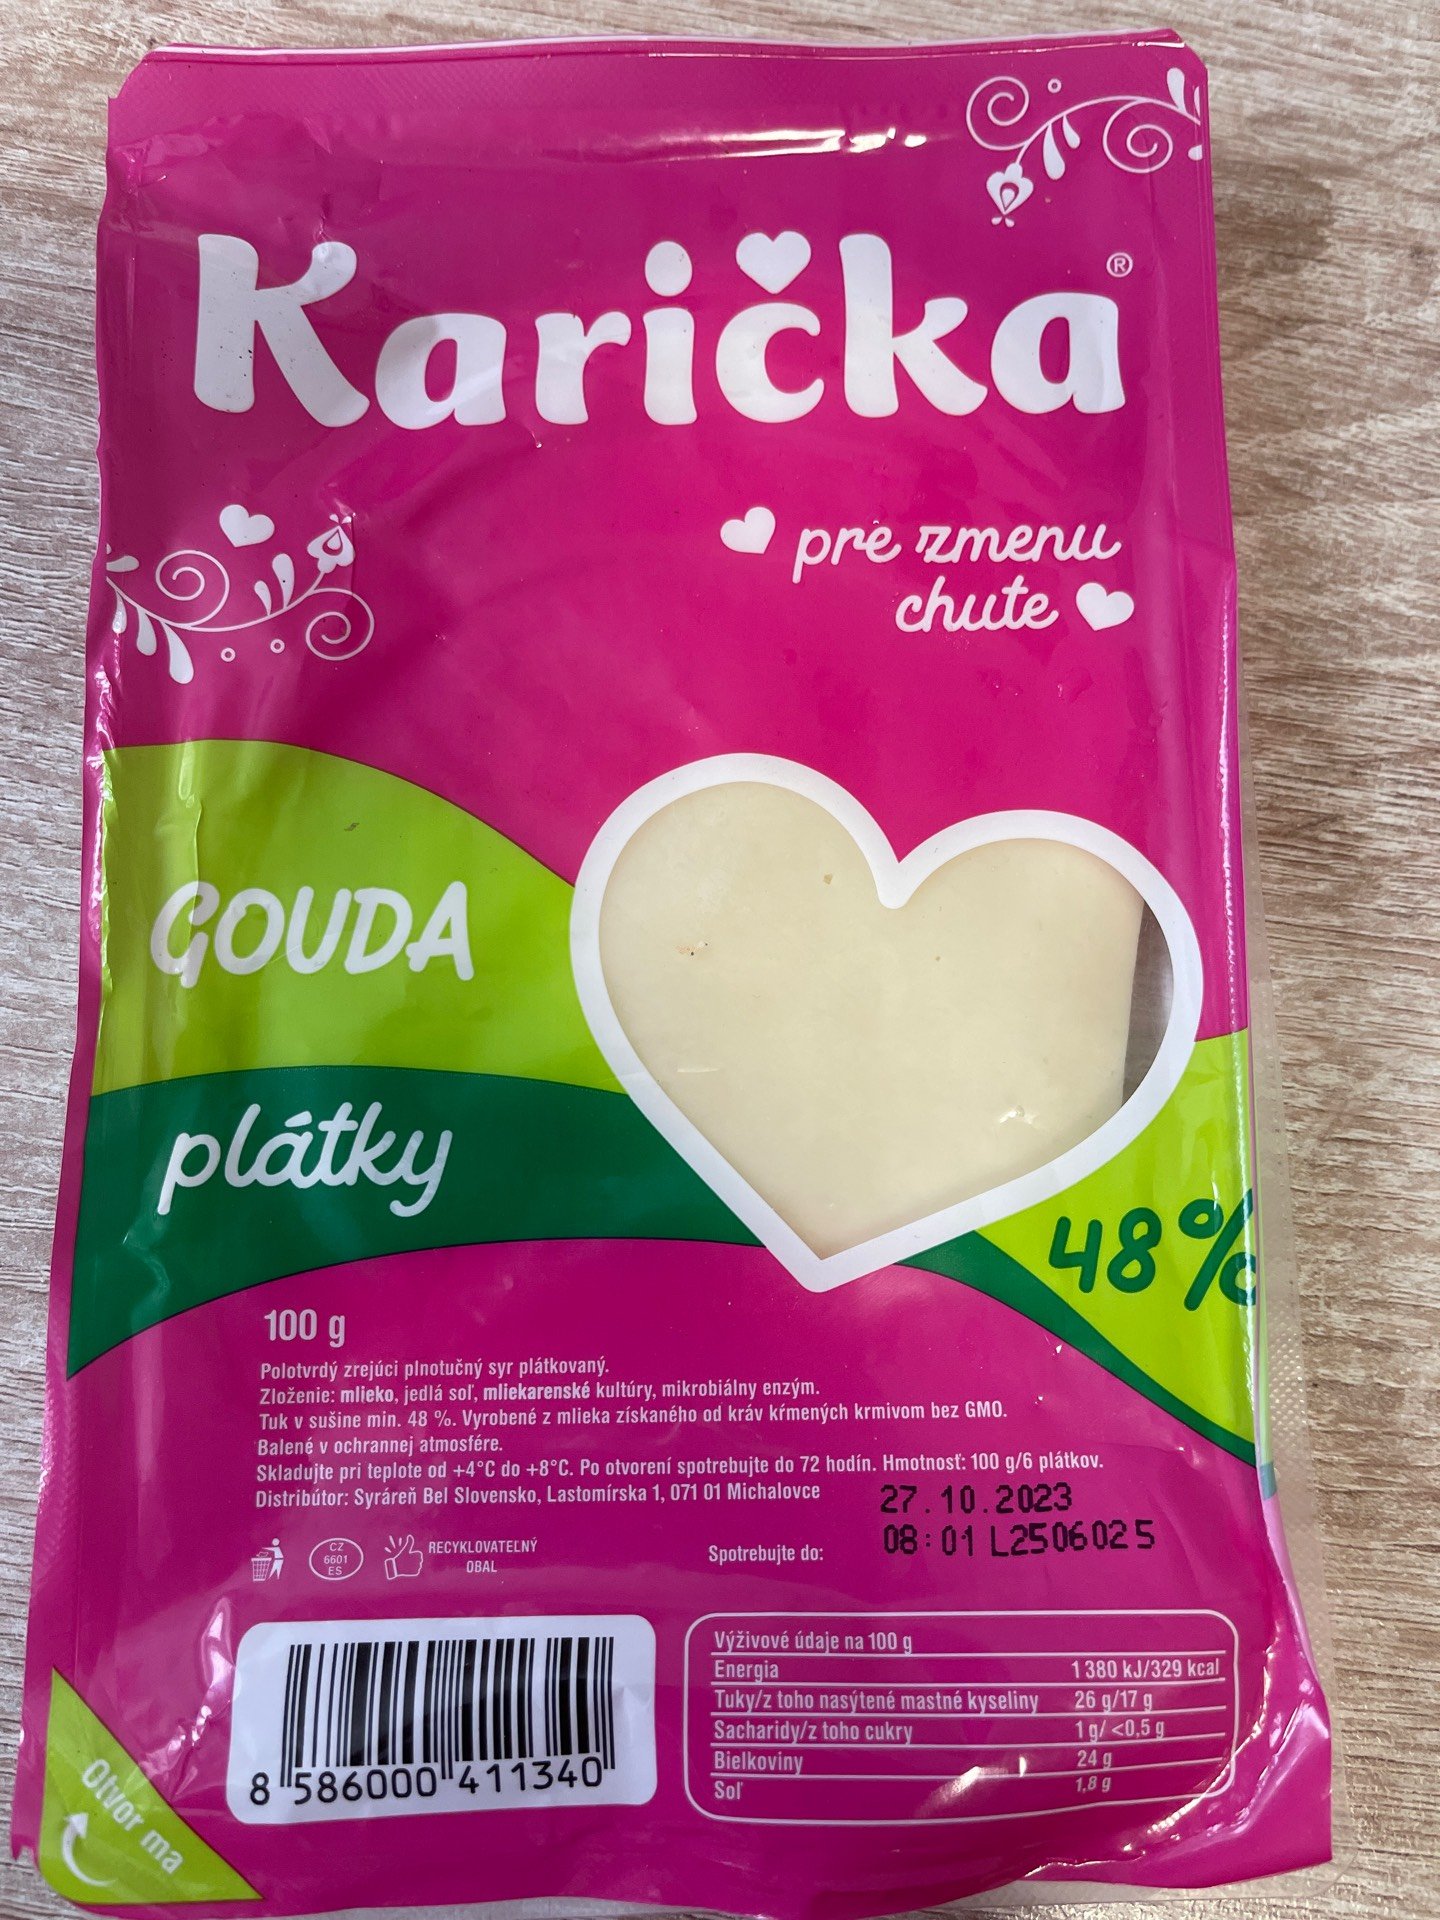 Karička®
pre zmenu
chute
GOUDA
plátky
48%
100 g
Polotvrdý zrejúci plnotučný syr plátkovaný.
Zloženie: mlieko, jedlá soľ, mliekarenské kultúry, mikrobiálny enzým.
Tuk v sušine min. 48 %. Vyrobené z mlieka získaného od kráv kŕmených krmivom bez GMO.
Balené v ochrannej atmosfére.
Skladujte pri teplote od +4°C do +8°C. Po otvorení spotrebujte do 72 hodín. Hmotnosť: 100 g/6 plátkov.
Distribútor: Syráreň Bel Slovensko, Lastomírska 1, 071 01 Michalovce
27.10.2023
08:01 L2506025
Spotrebujte do:
CZ
6601
ES
RECYKLOVATELNÝ
OBAL
8 586000 411340
Výživové údaje na 100 g
Energia 1 380 kJ/329 kcal
Tuky/z toho nasýtené mastné kyseliny 26 g/17 g
Sacharidy/z toho cukry 1 g/ <0,5 g
Bielkoviny 24 g
Soľ 1,8 g
Otvor ma